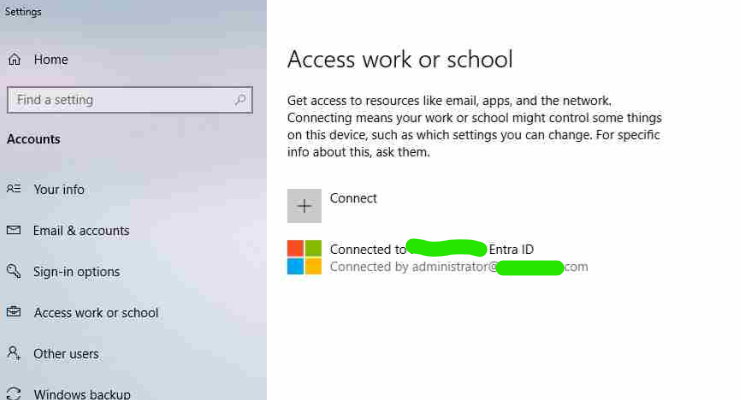 Settings
Home
Find a setting
Accounts
Your info
Email & accounts
Sign-in options
Access work or school
Other users
Windows backup
Access work or school
Get access to resources like email, apps, and the network.
Connecting means your work or school might control some things
on this device, such as which settings you can change. For specific
info about this, ask them.
Connect
Connected to Entra ID
Connected by administrator@ com